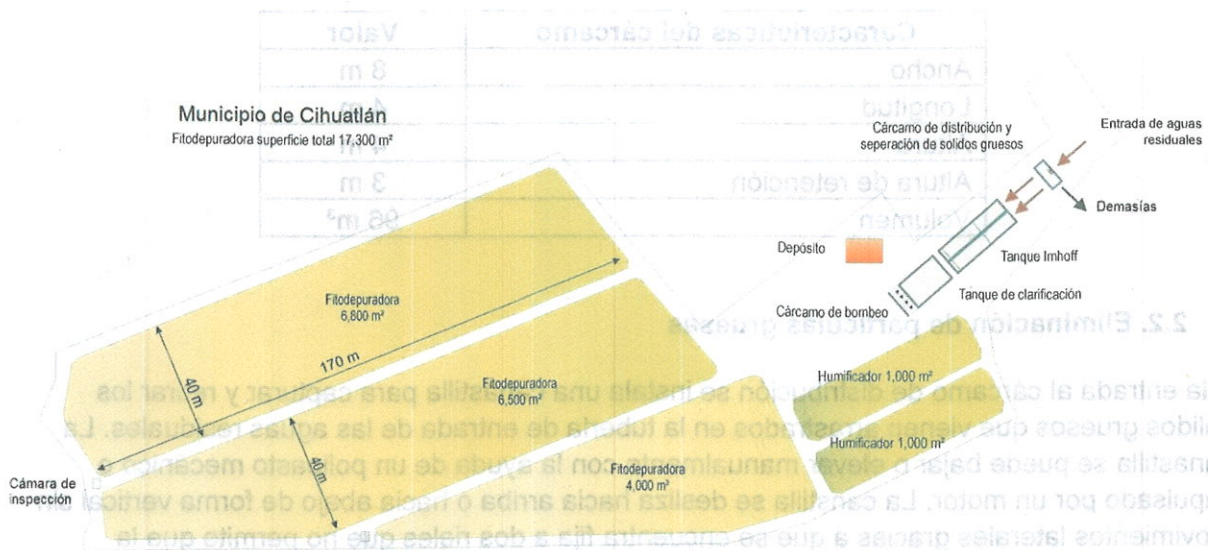 Municipio de Cihuatlán
Fitodepuradora superficie total 17,300 m²
Cárcamo de distribución y
seperación de solidos gruesos
Entrada de aguas
residuales
Demasías
Depósito
Tanque Imhoff
Tanque de clarificación
Cárcamo de bombeo
Fitodepuradora
6,800 m²
170 m
40 m
Fitodepuradora
6,500 m²
40 m
Fitodepuradora
4,000 m²
Humificador 1,000 m²
Humificador 1,000 m²
Cámara de
inspección
Características del cárcamo Valor
Ancho 8 m
Longitud 4 m
4 m
Altura de retención 3 m
Volumen 96 m³
2.2. Eliminación de partículas gruesas
la entrada al cárcamo de distribución se instala una canastilla para capturar y retirar los
lidos gruesos que vienen arrastrados en la tubería de entrada de las aguas residuales. La
anastilla se puede bajar o elevar manualmente con la ayuda de un polipasto mecánico o
mpulsado por un motor. La canstilla se desliza hacia arriba o hacia abajo de forma vertical sin
ovimientos laterales gracias a que se encuentra fija a dos rieles que no permite que la